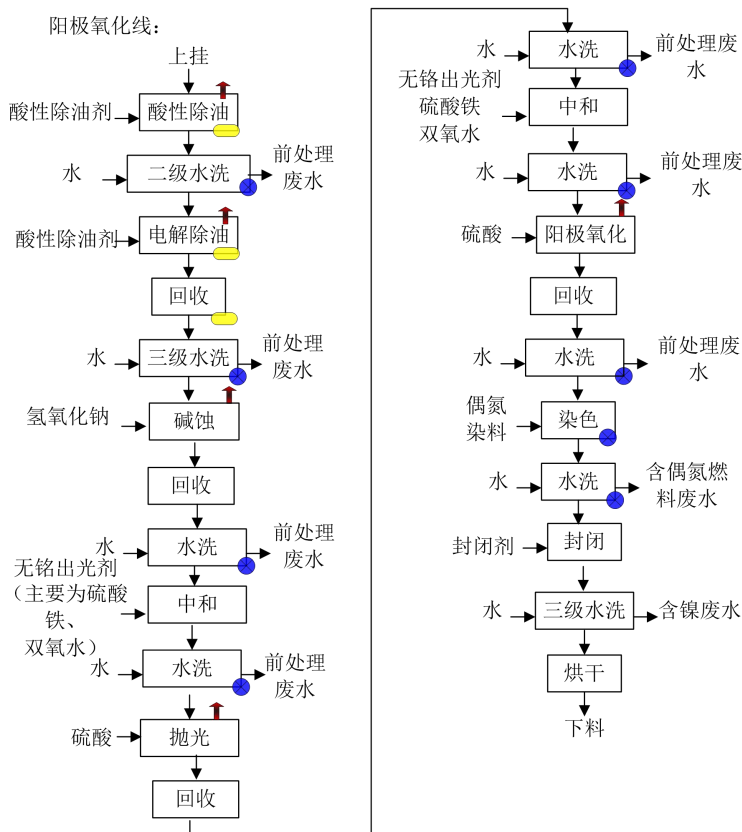 阳极氧化线：
上挂
酸性除油剂
酸性除油
水
二级水洗
前处理
废水
酸性除油剂
电解除油
回收
水
三级水洗
前处理
废水
氢氧化钠
碱蚀
回收
水
水洗
前处理
废水
无铭出光剂
（主要为硫酸
铁、
双氧水）
中和
水
水洗
前处理
废水
硫酸
抛光
回收
水
水洗
前处理废
水
无铬出光剂
硫酸铁
双氧水
中和
水
水洗
前处理废
水
硫酸
阳极氧化
回收
水
水洗
前处理废
水
偶氮
染料
染色
水
水洗
含偶氮燃
料废水
封闭剂
封闭
水
三级水洗
含镍废水
烘干
下料